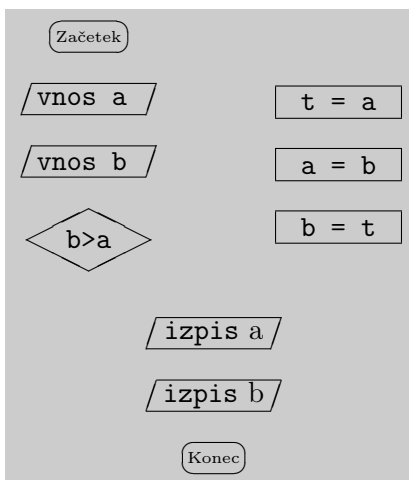 Začetek
vnos a
t = a
vnos b
a = b
b>a
b = t
izpis a
izpis b
Konec